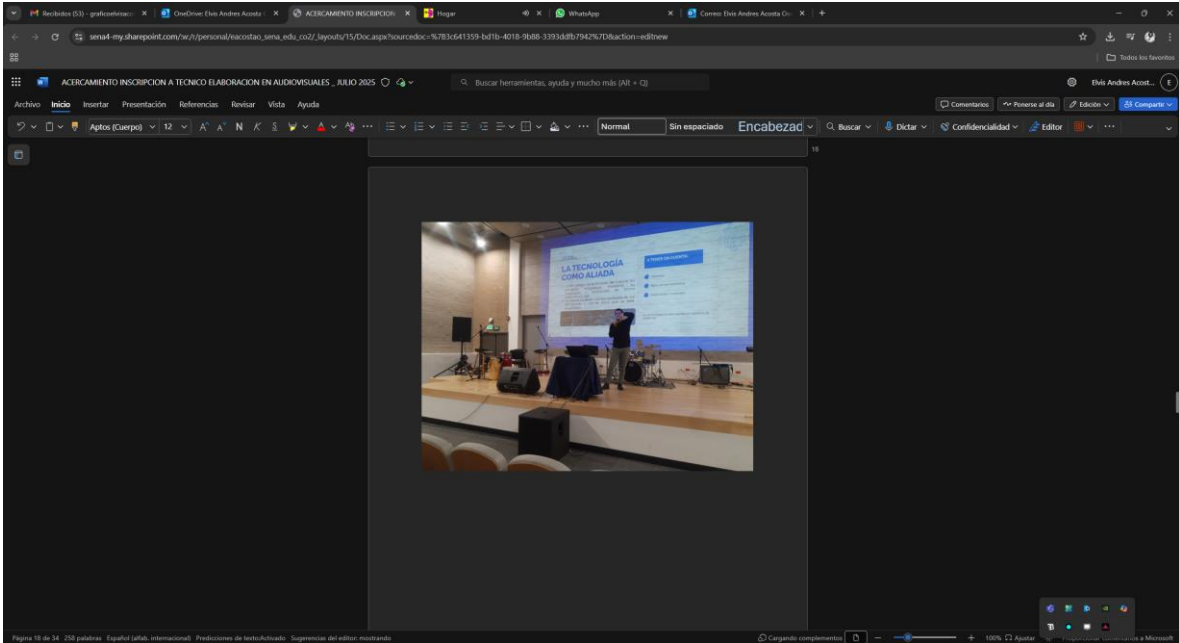 Recibidos (53) - graficoelvisaco
OneDrive: Elvis Andres Acosta
ACERCAMIENTO INSCRIPCION
Hogar
WhatsApp
Correo: Elvis Andres Acosta
sena4-my.sharepoint.com/:w:/r/personal/eacostao_sena_edu_co2/_layouts/15/Doc.aspx?sourcedoc=%7B3c641359-bd1b-4018-9b88-3393ddfb7942%7D&action=editnew
Todos los favoritos
ACERCAMIENTO INSCRIPCION A TECNICO ELABORACION EN AUDIOVISUALES _ JULIO 2025
Buscar herramientas, ayuda y mucho más (Alt + Q)
Elvis Andres Acost... E
Archivo Inicio Insertar Presentación Referencias Revisar Vista Ayuda
Comentarios Ponerse al día Edición Compartir
Aptos (Cuerpo) 12 N K S Normal Sin espaciado Encabezad Buscar Dictar Confidencialidad Editor
18
LA TECNOLOGÍA
COMO ALIADA
Página 18 de 34 258 palabras Español (alfab. internacional) Predicciones de texto:Activado Sugerencias del editor: mostrando
Cargando complementos 100% Ajustar comentarios a Microsoft